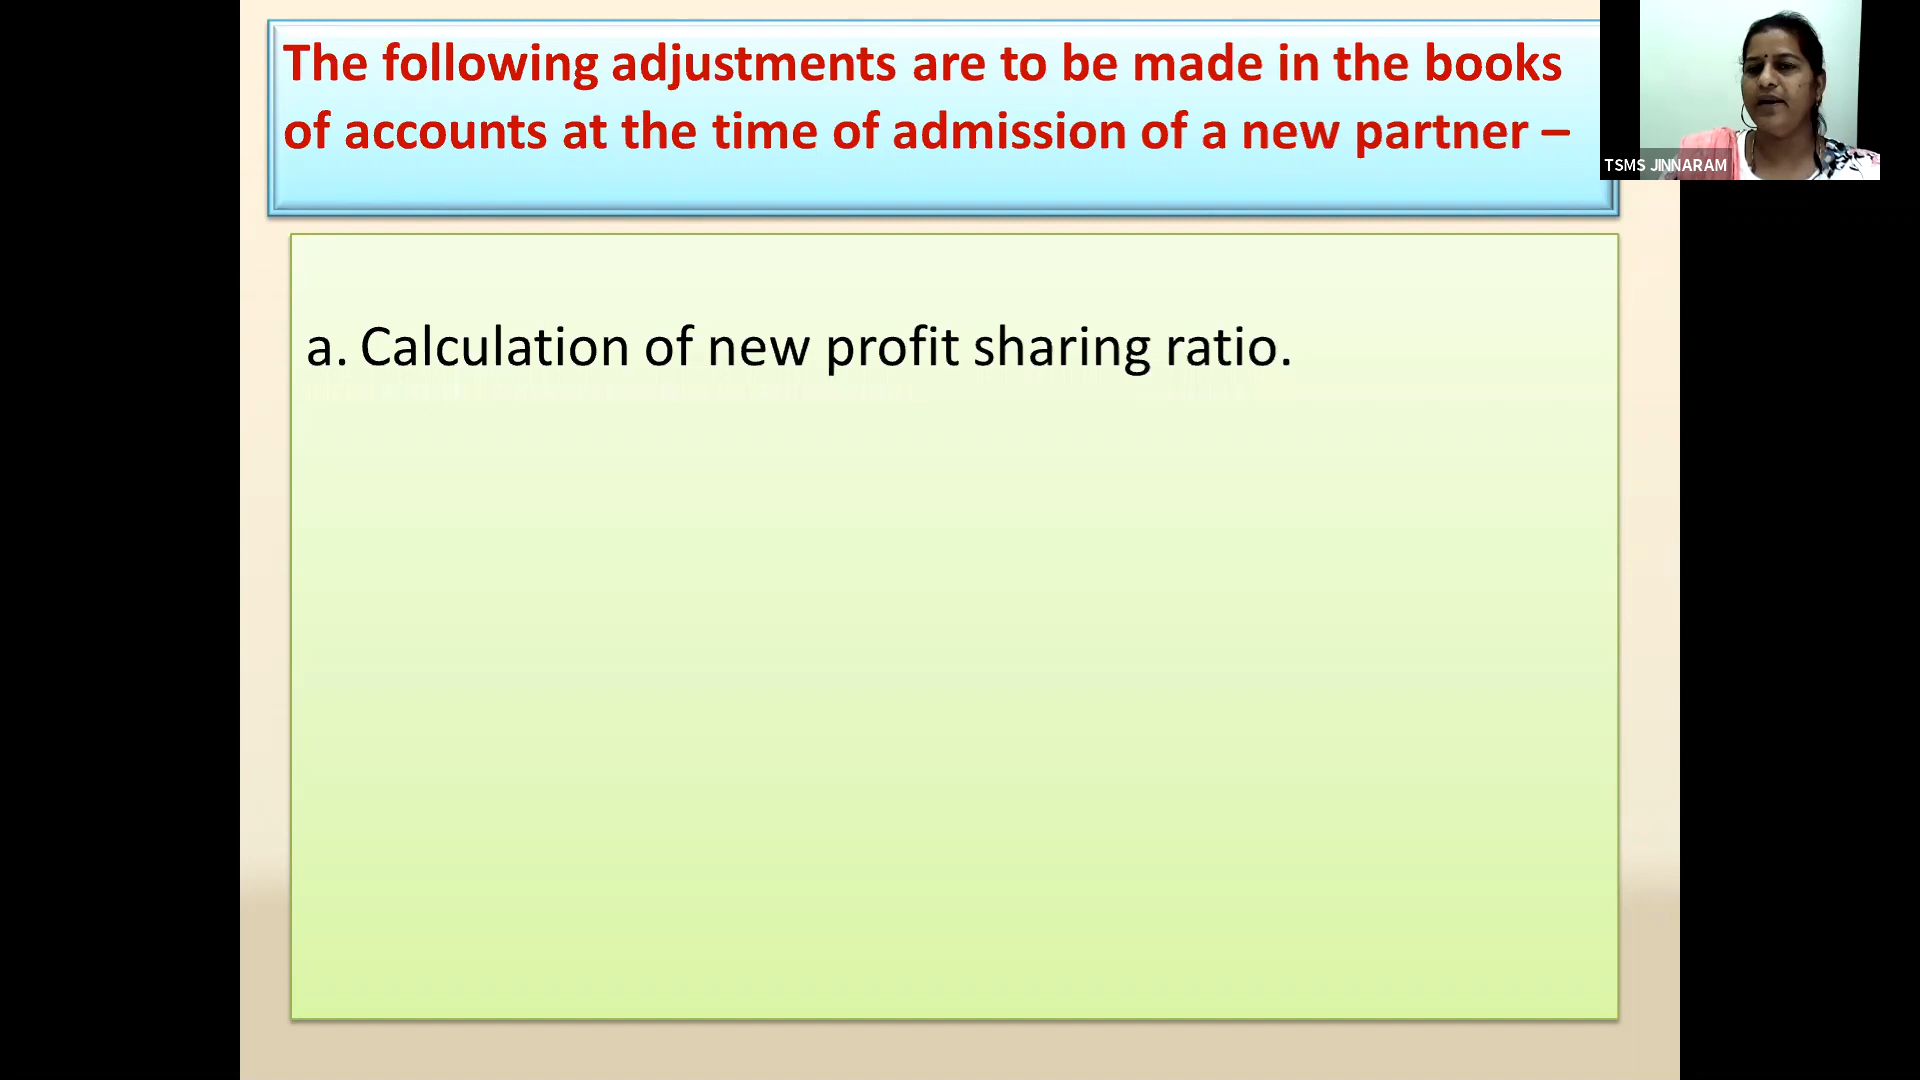 The following adjustments are to be made in the books
of accounts at the time of admission of a new partner –
TSMS JINNARAM
a. Calculation of new profit sharing ratio.